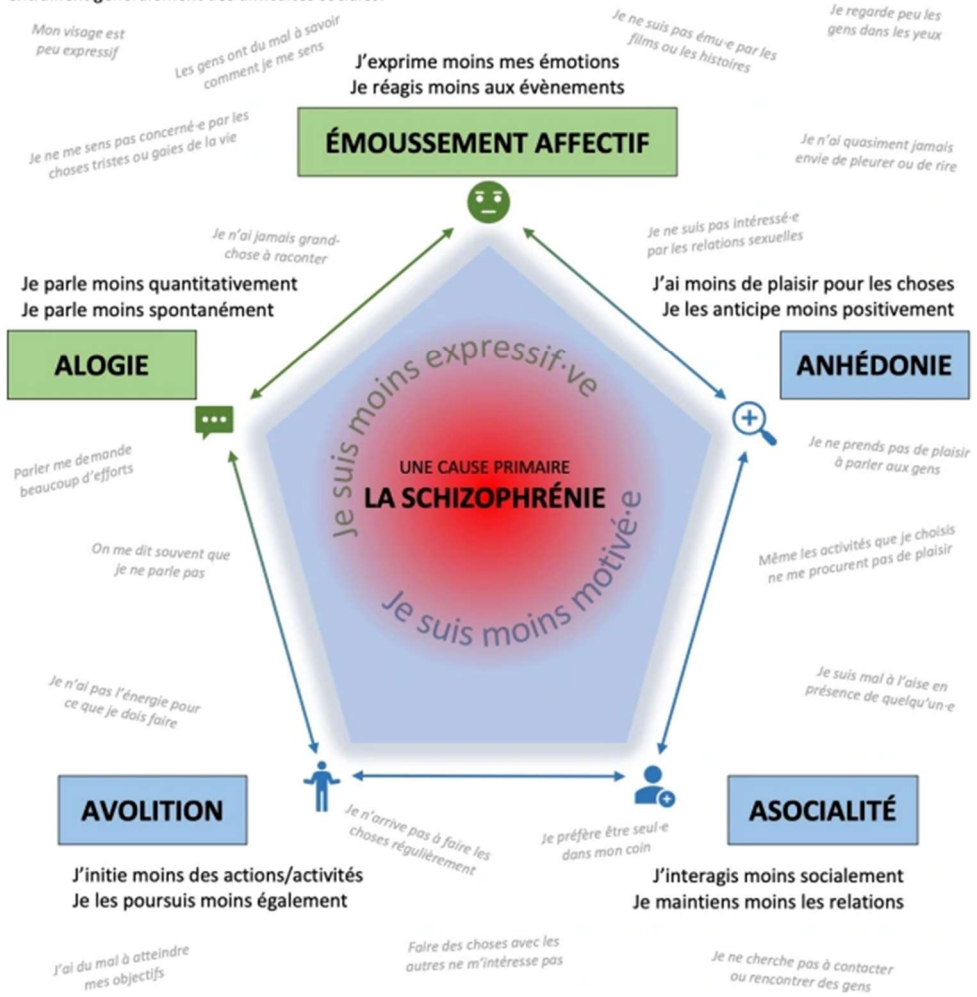 Mon visage est
peu expressif
Les gens ont du mal à savoir
comment je me sens
Je ne suis pas ému·e par les
films ou les histoires
Je regarde peu les
gens dans les yeux
J'exprime moins mes émotions
Je réagis moins aux évènements
ÉMOUSSEMENT AFFECTIF
Je ne me sens pas concerné·e par les
choses tristes ou gaies de la vie
Je n'ai quasiment jamais
envie de pleurer ou de rire
Je n'ai jamais grand-
chose à raconter
Je ne suis pas intéressé·e
par les relations sexuelles
Je parle moins quantitativement
Je parle moins spontanément
ALOGIE
J'ai moins de plaisir pour les choses
Je les anticipe moins positivement
ANHÉDONIE
Je suis moins expressif·ve
UNE CAUSE PRIMAIRE
LA SCHIZOPHRÉNIE
Je suis moins motivé·e
Parler me demande
beaucoup d'efforts
Je ne prends pas de plaisir
à parler aux gens
On me dit souvent que
je ne parle pas
Même les activités que je choisis
ne me procurent pas de plaisir
Je n'ai pas l'énergie pour
ce que je dois faire
Je suis mal à l'aise en
présence de quelqu'un·e
AVOLITION
J'initie moins des actions/activités
Je les poursuis moins également
Je n'arrive pas à faire les
choses régulièrement
Je préfère être seul·e
dans mon coin
ASOCIALITÉ
J'interagis moins socialement
Je maintiens moins les relations
J'ai du mal à atteindre
mes objectifs
Faire des choses avec les
autres ne m'intéresse pas
Je ne cherche pas à contacter
ou rencontrer des gens